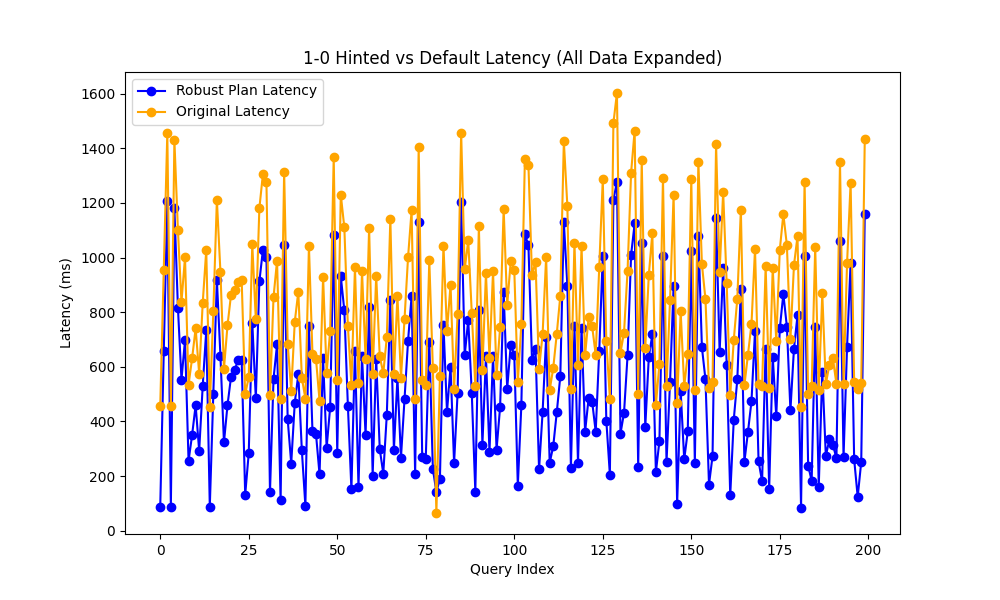 1-0 Hinted vs Default Latency (All Data Expanded)
Robust Plan Latency
Original Latency
1600
1400
1200
1000
800
600
400
200
0
Latency (ms)
0 25 50 75 100 125 150 175 200
Query Index